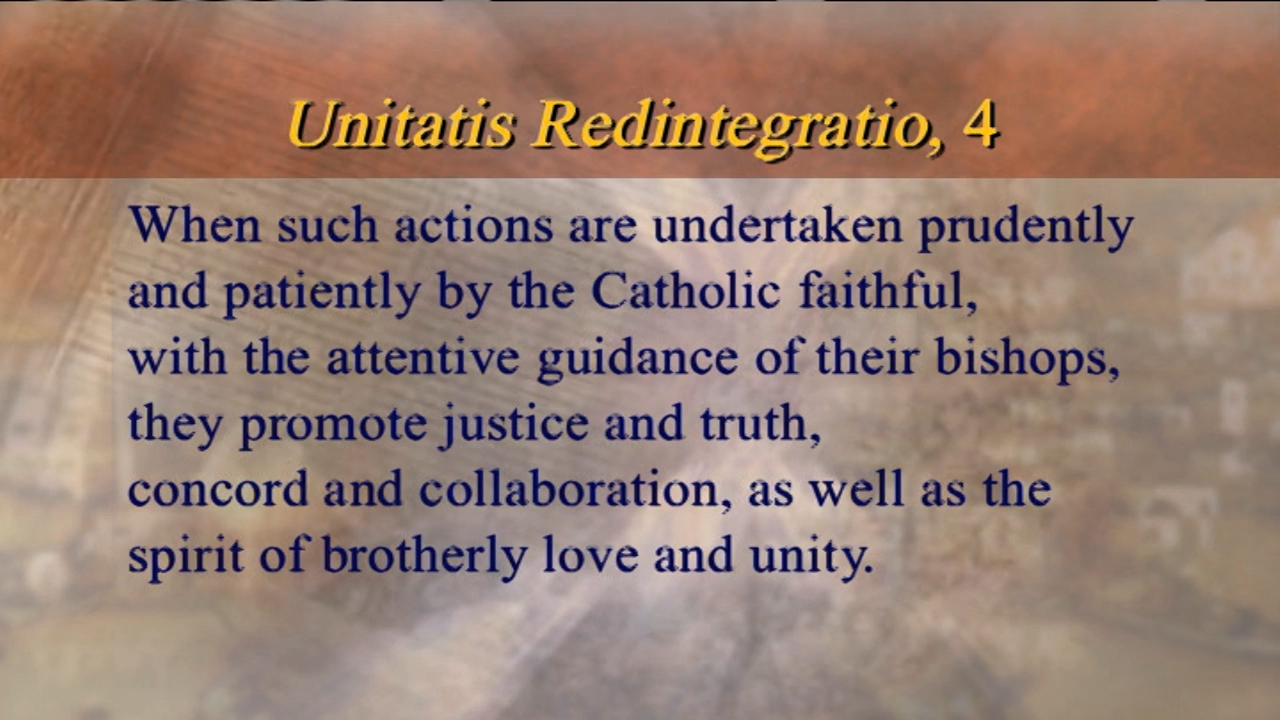 Unitatis Redintegratio, 4
When such actions are undertaken prudently
and patiently by the Catholic faithful,
with the attentive guidance of their bishops,
they promote justice and truth,
concord and collaboration, as well as the
spirit of brotherly love and unity.